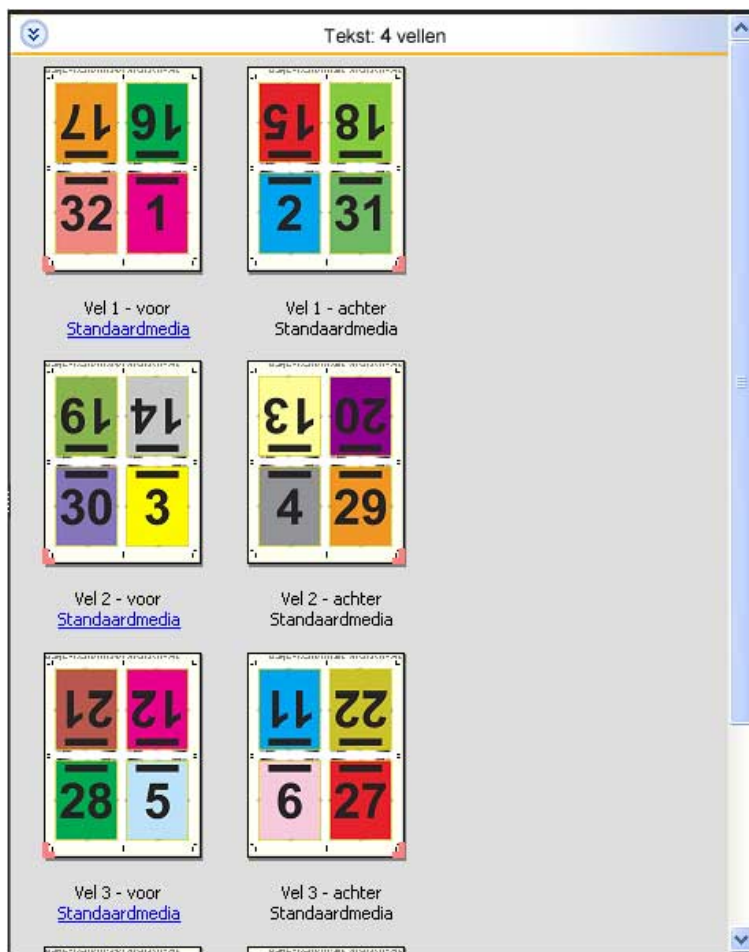 Tekst: 4 vellen
17 16
32 1
15 18
2 31
Vel 1 - voor
Standaardmedia
Vel 1 - achter
Standaardmedia
19 14
30 3
13 20
4 29
Vel 2 - voor
Standaardmedia
Vel 2 - achter
Standaardmedia
21 12
28 5
11 22
6 27
Vel 3 - voor
Standaardmedia
Vel 3 - achter
Standaardmedia